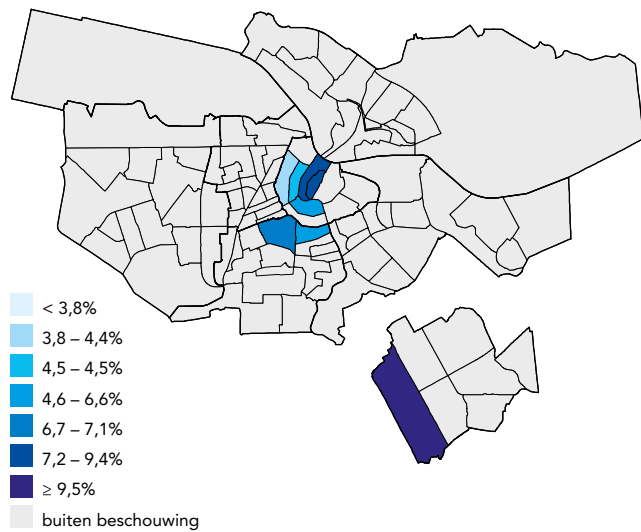 < 3,8%
3,8 – 4,4%
4,5 – 4,5%
4,6 – 6,6%
6,7 – 7,1%
7,2 – 9,4%
≥ 9,5%
buiten beschouwing